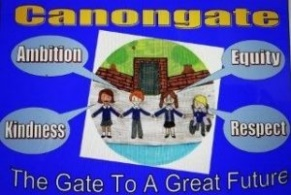 Canongate
Ambition
Equity
Kindness
Respect
The Gate To A Great Future